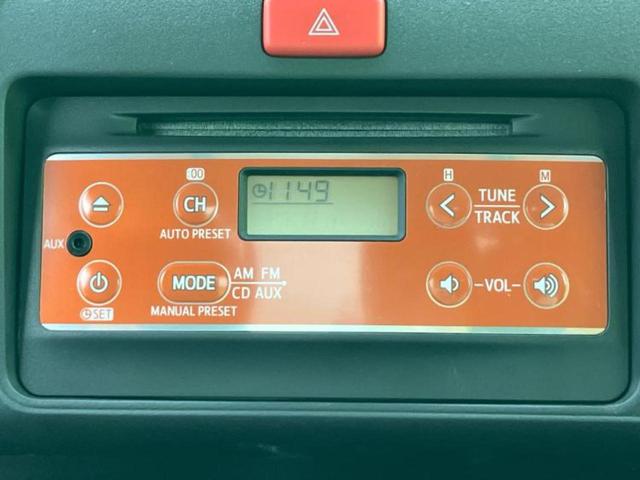 :00
CH
AUTO PRESET
1149
H
M
TUNE
TRACK
AUX
MODE
AM FM
CD AUX
MANUAL PRESET
SET
-VOL-